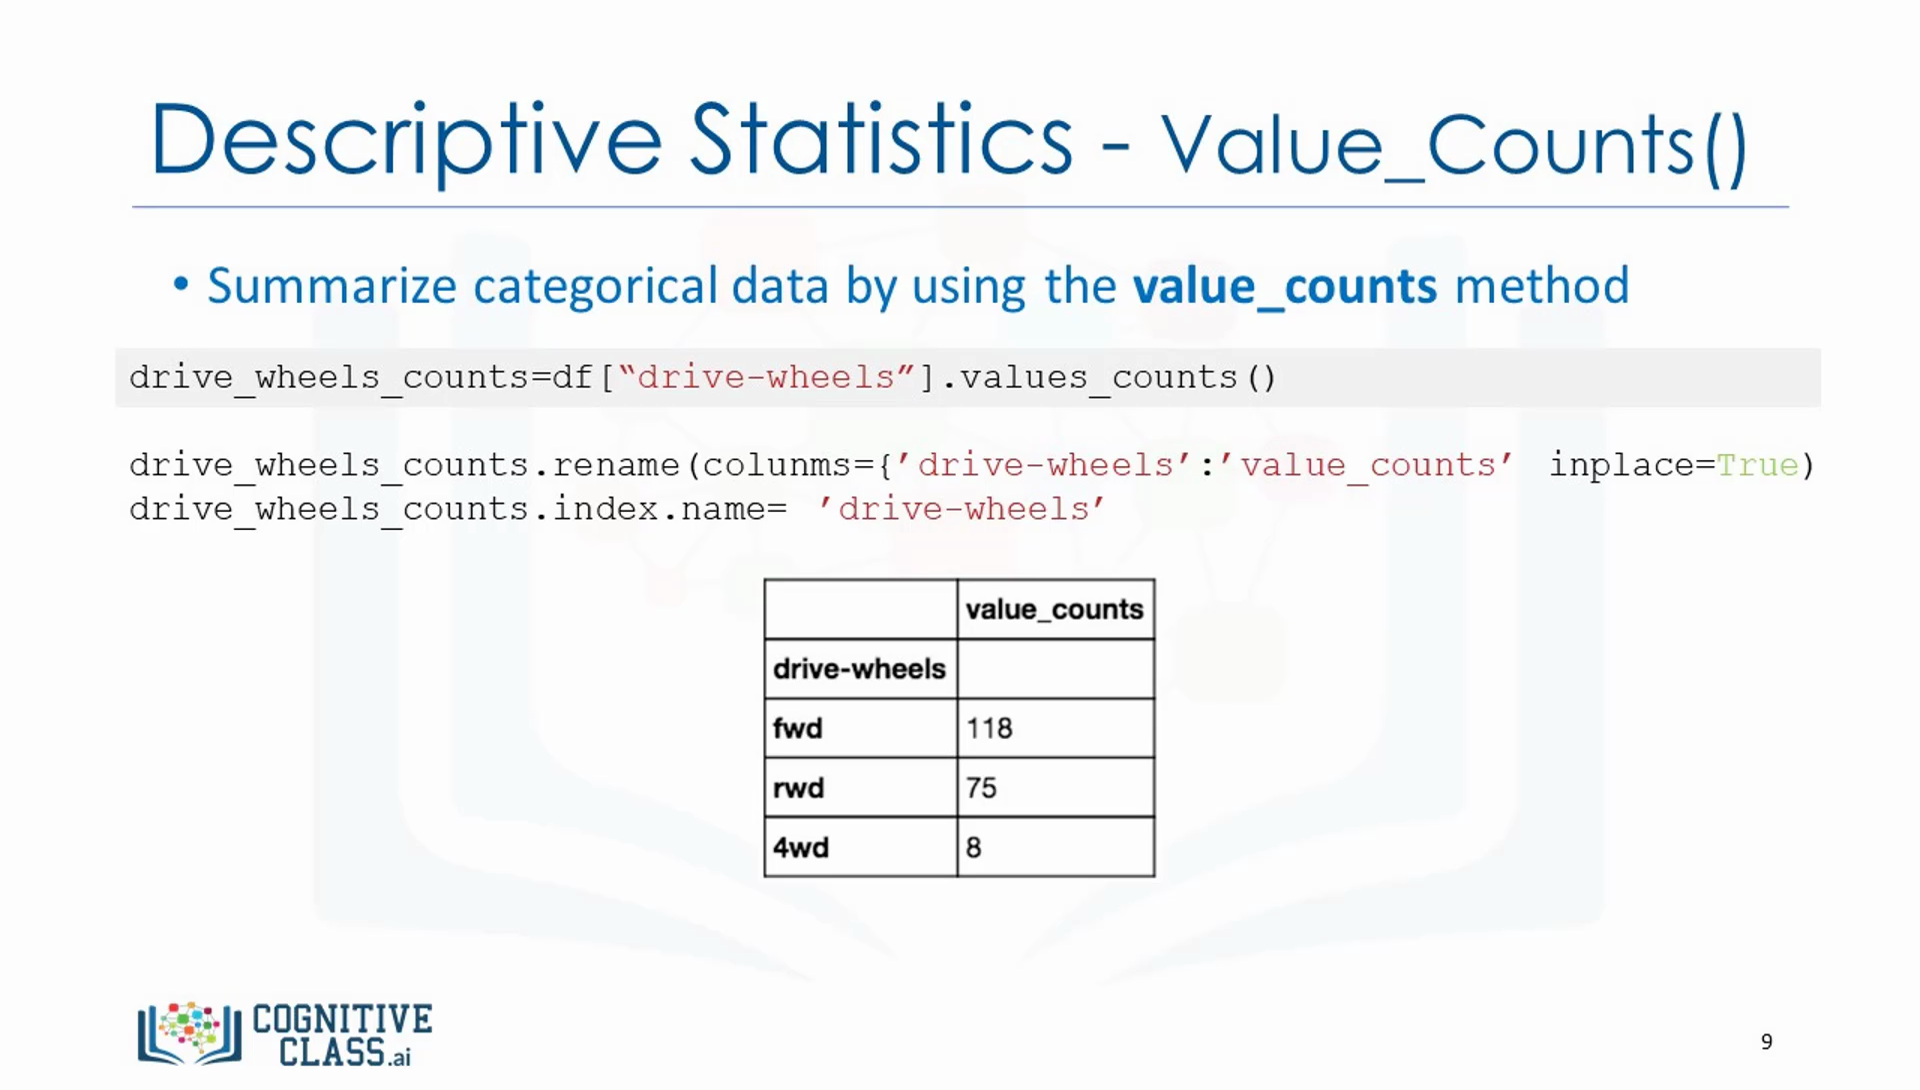 Descriptive Statistics - Value_Counts()
• Summarize categorical data by using the value_counts method
drive_wheels_counts=df[“drive-wheels”].values_counts()
drive_wheels_counts.rename(colunms={’drive-wheels’:’value_counts’ inplace=True)
drive_wheels_counts.index.name= ’drive-wheels’
value_counts
drive-wheels
fwd 118
rwd 75
4wd 8
COGNITIVE
CLASS.ai
9